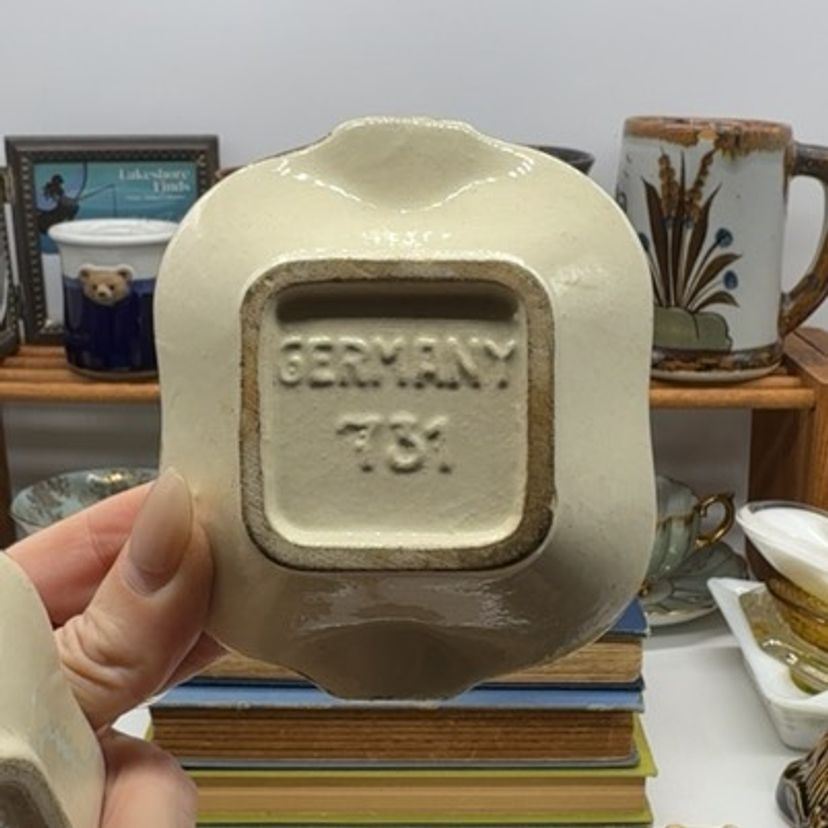 Lakeshore
Finds
GERMANY
731